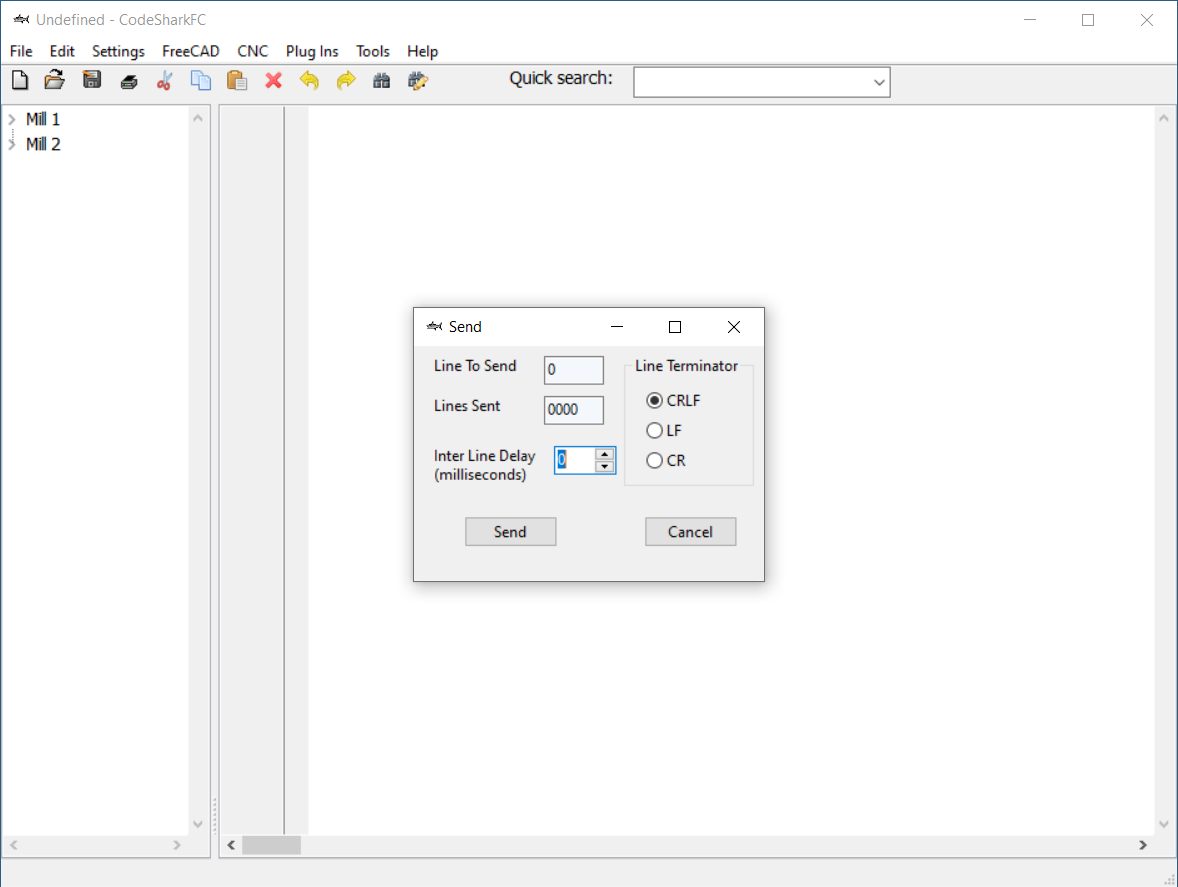 Undefined - CodeSharkFC
File Edit Settings FreeCAD CNC Plug Ins Tools Help
Quick search:
Mill 1
Mill 2
Send
Line To Send 0
Lines Sent 0000
Inter Line Delay
(milliseconds) 0
Line Terminator
CRLF
LF
CR
Send Cancel